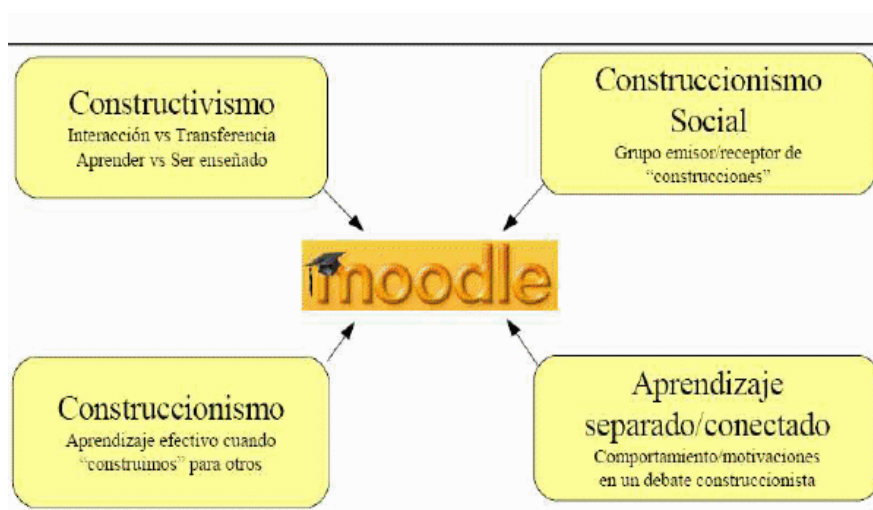 Constructivismo
Interacción vs Transferencia
Aprender vs Ser enseñado
Construccionismo
Social
Grupo emisor/receptor de
“construcciones”
moodle
Construccionismo
Aprendizaje efectivo cuando
“construimos” para otros
Aprendizaje
separado/conectado
Comportamiento/motivaciones
en un debate construccionista